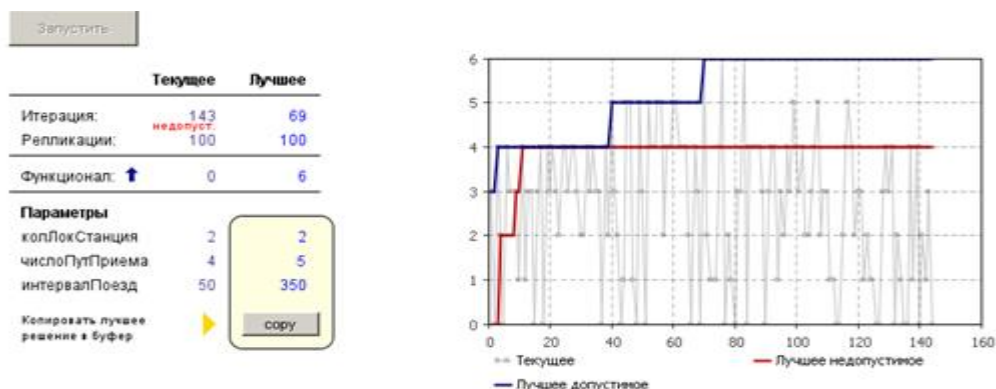 Запустить
Текущее Лучшее
Итерация: 143 69
недопуст.
Репликации: 100 100
Функционал: 0 6
Параметры
колЛокСтанция 2 2
числоПутПриема 4 5
интервалПоезд 50 350
Копировать лучшее
решение в буфер
copy
6
5
4
3
2
1
0
0 20 40 60 80 100 120 140 160
Текущее Лучшее недопустимое
Лучшее допустимое